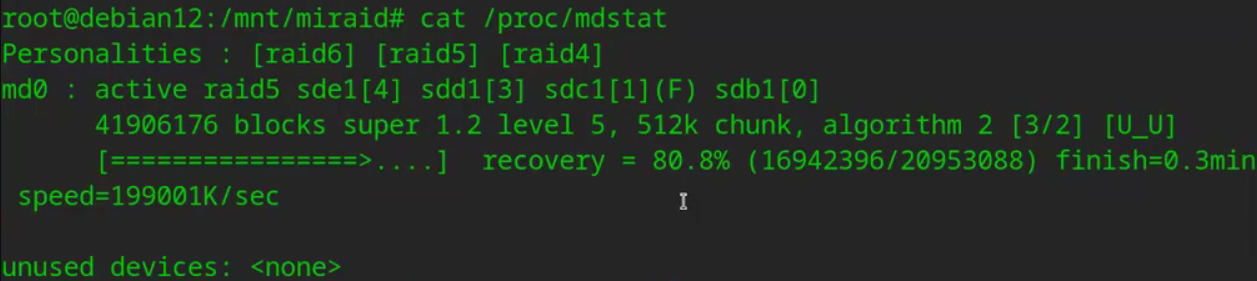 root@debian12:/mnt/miraid# cat /proc/mdstat
Personalities : [raid6] [raid5] [raid4]
md0 : active raid5 sde1[4] sdd1[3] sdc1[1](F) sdb1[0]
      41906176 blocks super 1.2 level 5, 512k chunk, algorithm 2 [3/2] [U_U]
      [================>....]  recovery = 80.8% (16942396/20953088) finish=0.3min
 speed=199001K/sec

unused devices: <none>